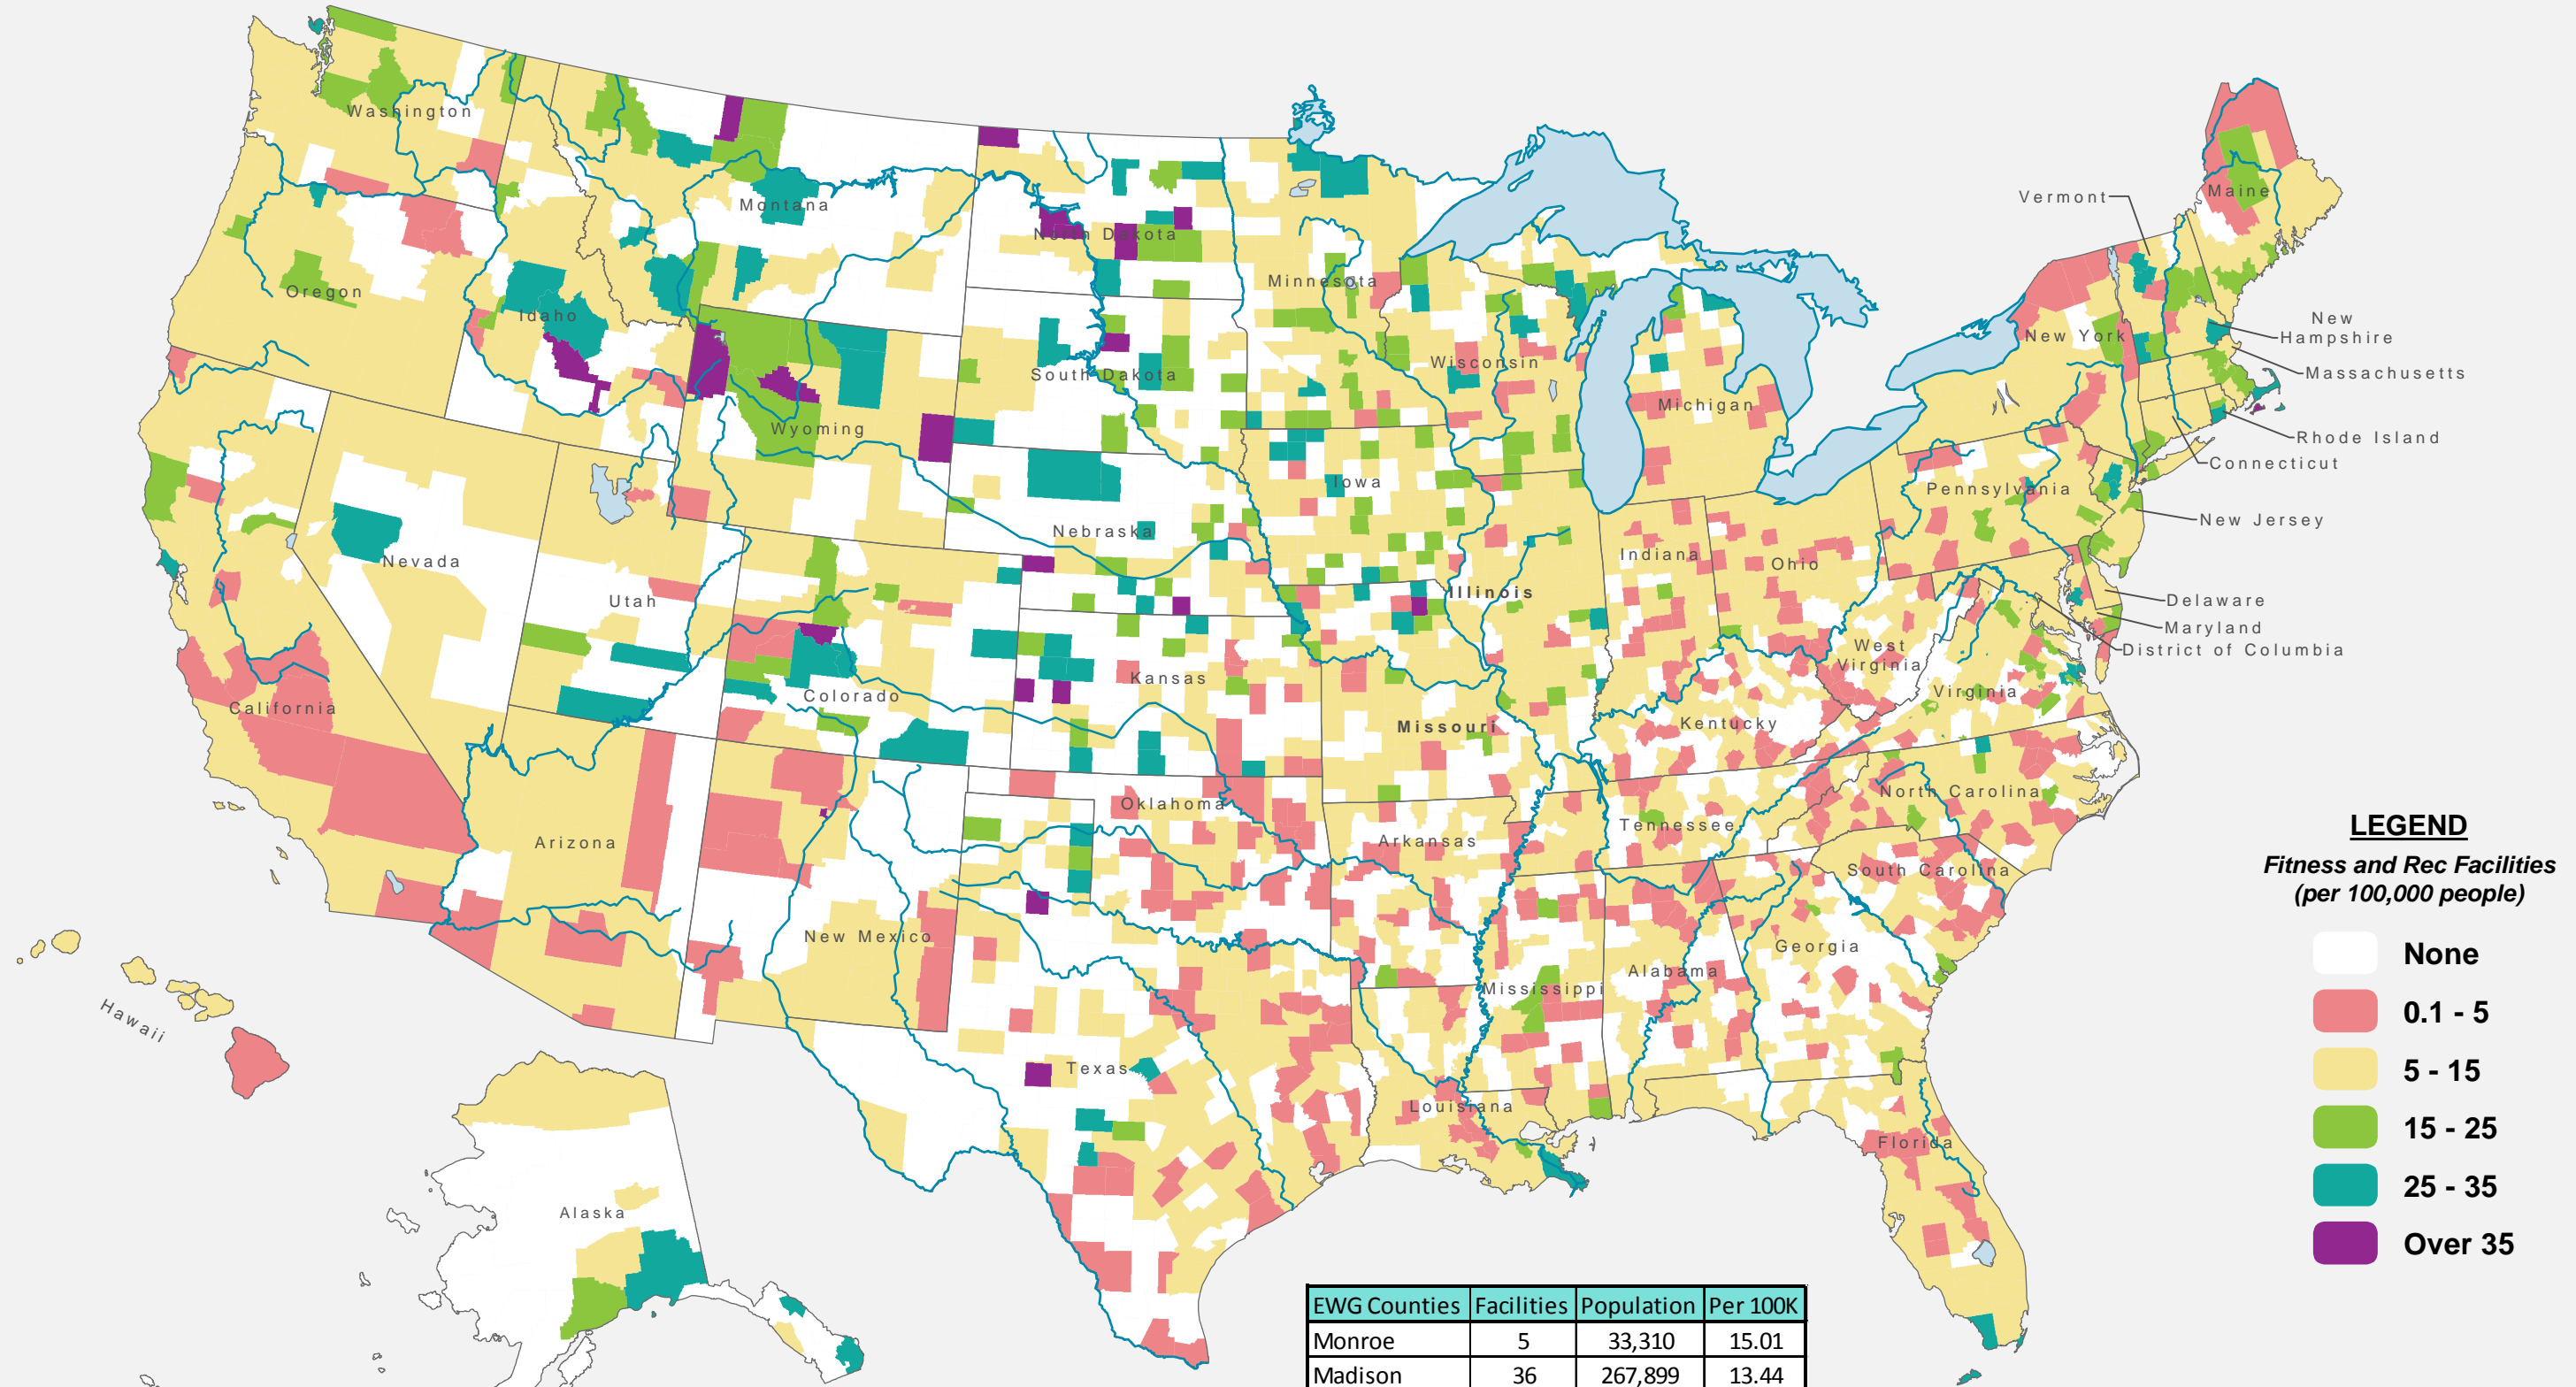 Washington
Montana
North Dakota
Minnesota
Vermont
Maine
Oregon
Idaho
New York
New
Hampshire
South Dakota
Wisconsin
Massachusetts
Michigan
Wyoming
Rhode Island
Connecticut
Iowa
Pennsylvania
Nebraska
New Jersey
Nevada
Indiana
Ohio
Utah
Illinois
Delaware
Maryland
District of Columbia
West
Virginia
Kansas
Colorado
Virginia
California
Missouri
Kentucky
Oklahoma
North Carolina
Arizona
Arkansas
Tennessee
South Carolina
New Mexico
Georgia
Alabama
Mississippi
Hawaii
Texas
Louisiana
Florida
Alaska
LEGEND
Fitness and Rec Facilities
(per 100,000 people)
None
0.1 - 5
5 - 15
15 - 25
25 - 35
Over 35
EWG Counties Facilities Population Per 100K
Monroe 5 33,310 15.01
Madison 36 267,899 13.44